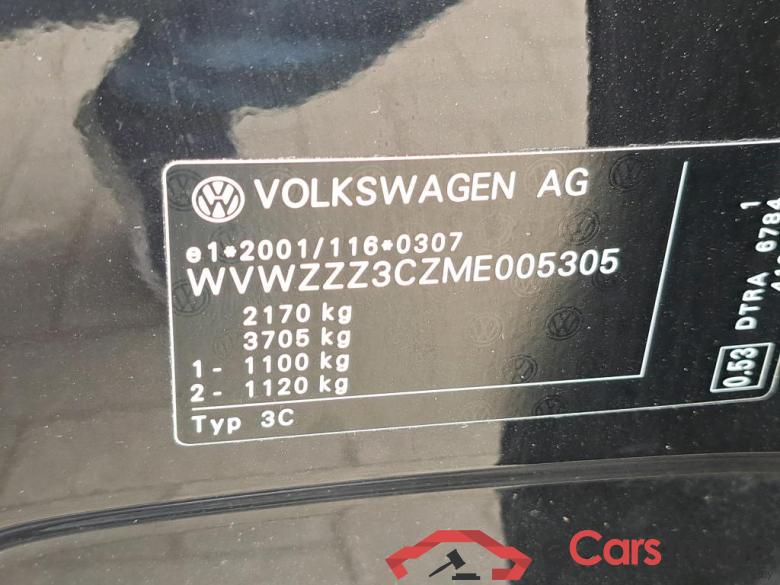 VOLKSWAGEN AG
e1*2001/116*0307
WVWZZZ3CZME005305
2170 kg
3705 kg
1- 1100 kg
2- 1120 kg
Typ 3C
0.53
DTRA 6784
1
Cars